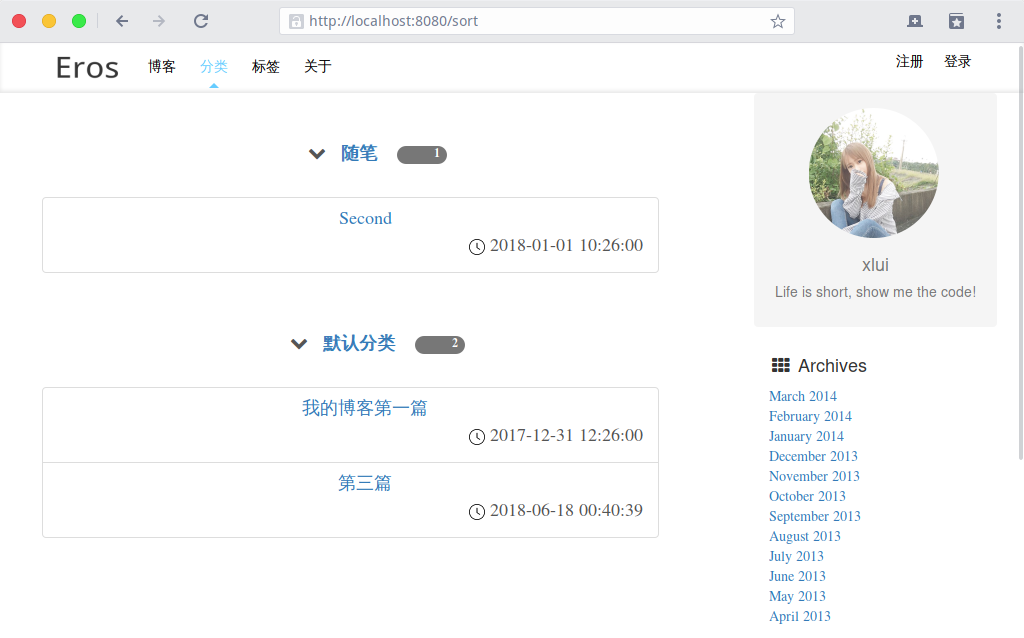 http://localhost:8080/sort
Eros 博客 分类 标签 关于 注册 登录
随笔 1
Second
2018-01-01 10:26:00
默认分类 2
我的博客第一篇
2017-12-31 12:26:00
第三篇
2018-06-18 00:40:39
xlui
Life is short, show me the code!
Archives
March 2014
February 2014
January 2014
December 2013
November 2013
October 2013
September 2013
August 2013
July 2013
June 2013
May 2013
April 2013